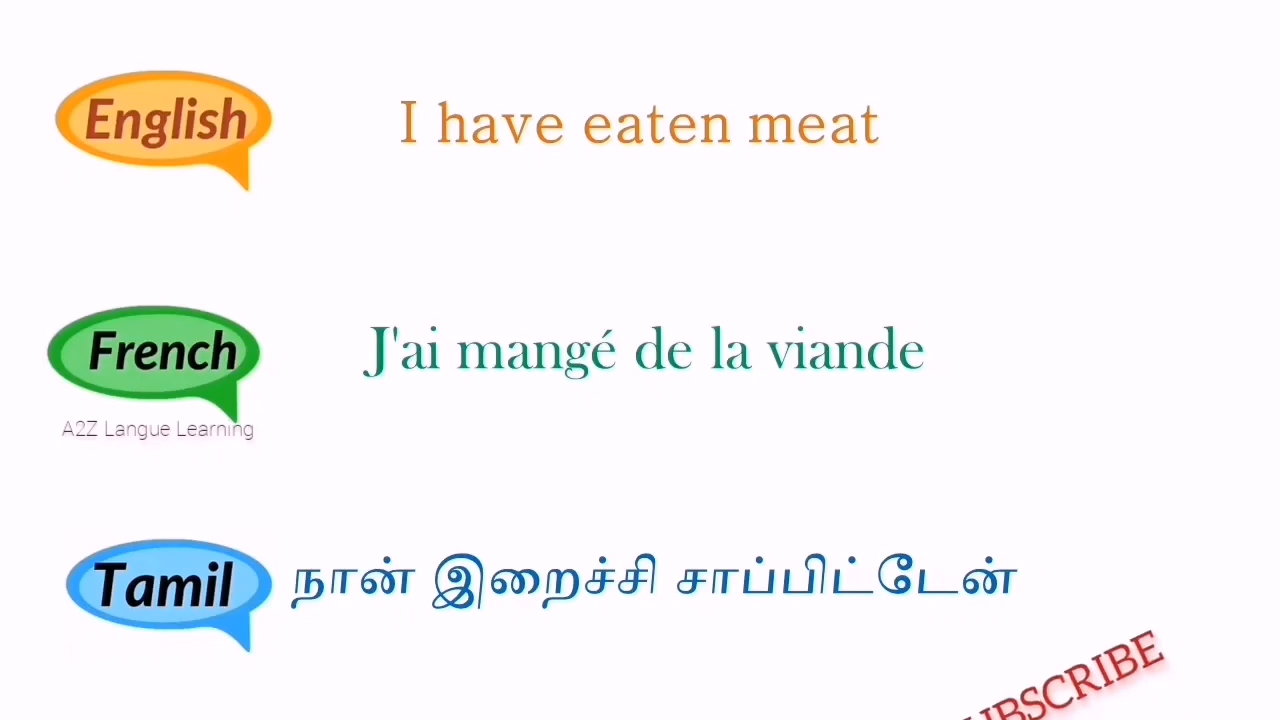 English
I have eaten meat
French
J'ai mangé de la viande
A2Z Langue Learning
Tamil
நான் இறைச்சி சாப்பிட்டேன்